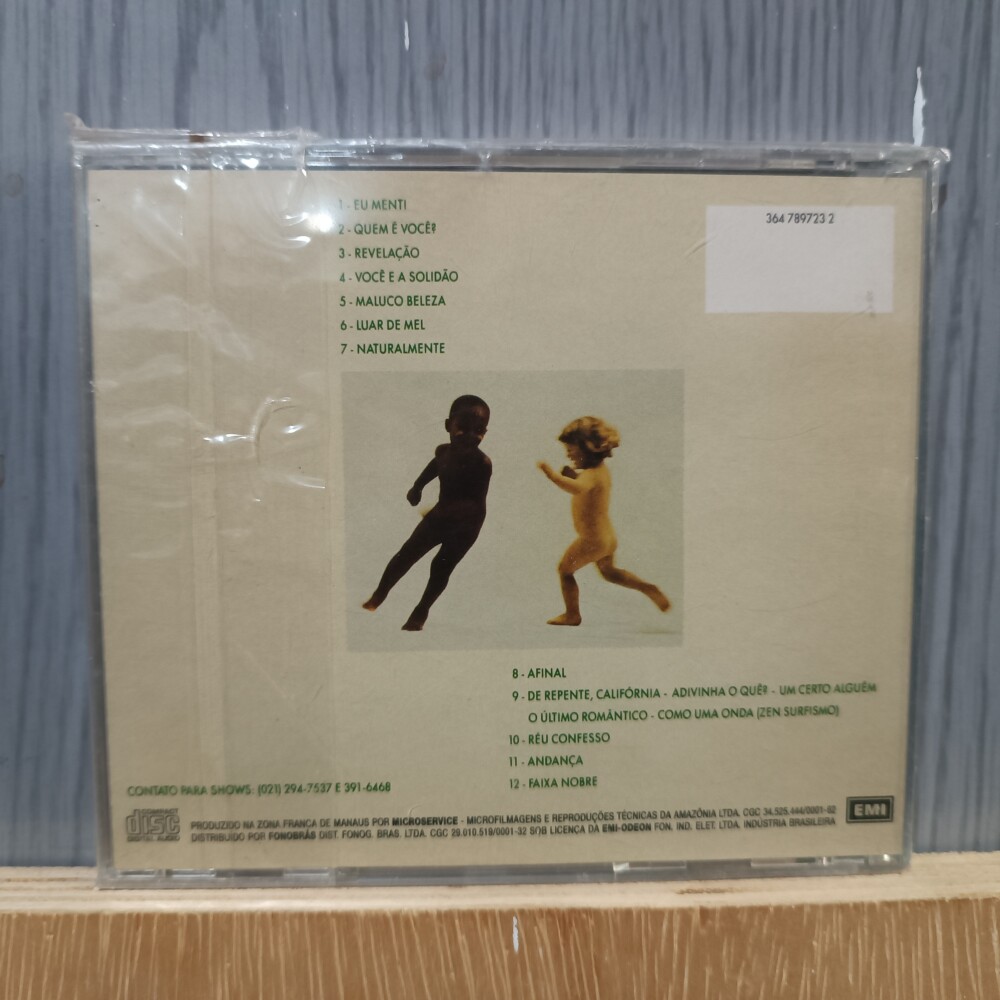 1 - EU MENTI
2 - QUEM É VOCÊ?
3 - REVELAÇÃO
4 - VOCÊ E A SOLIDÃO
5 - MALUCO BELEZA
6 - LUAR DE MEL
7 - NATURALMENTE
364 789723 2
8 - AFINAL
9 - DE REPENTE, CALIFÓRNIA - ADIVINHA O QUÊ? - UM CERTO ALGUÉM
O ÚLTIMO ROMÂNTICO - COMO UMA ONDA (ZEN SURFISMO)
10 - RÉU CONFESSO
11 - ANDANÇA
12 - FAIXA NOBRE
CONTATO PARA SHOWS: (021) 294-7537 E 391-6468
COMPACT
disc
DIGITAL AUDIO
PRODUZIDO NA ZONA FRANCA DE MANAUS POR MICROSERVICE - MICROFILMAGENS E REPRODUÇÕES TÉCNICAS DA AMAZÔNIA LTDA. CGC 34.525.444/0001-62
DISTRIBUIDO POR FONOBRÁS DIST. FONOG. BRAS. LTDA. CGC 29.010.519/0001-32 SOB LICENÇA DA EMI-ODEON FON. IND. ELET. LTDA. INDÚSTRIA BRASILEIRA
EMI